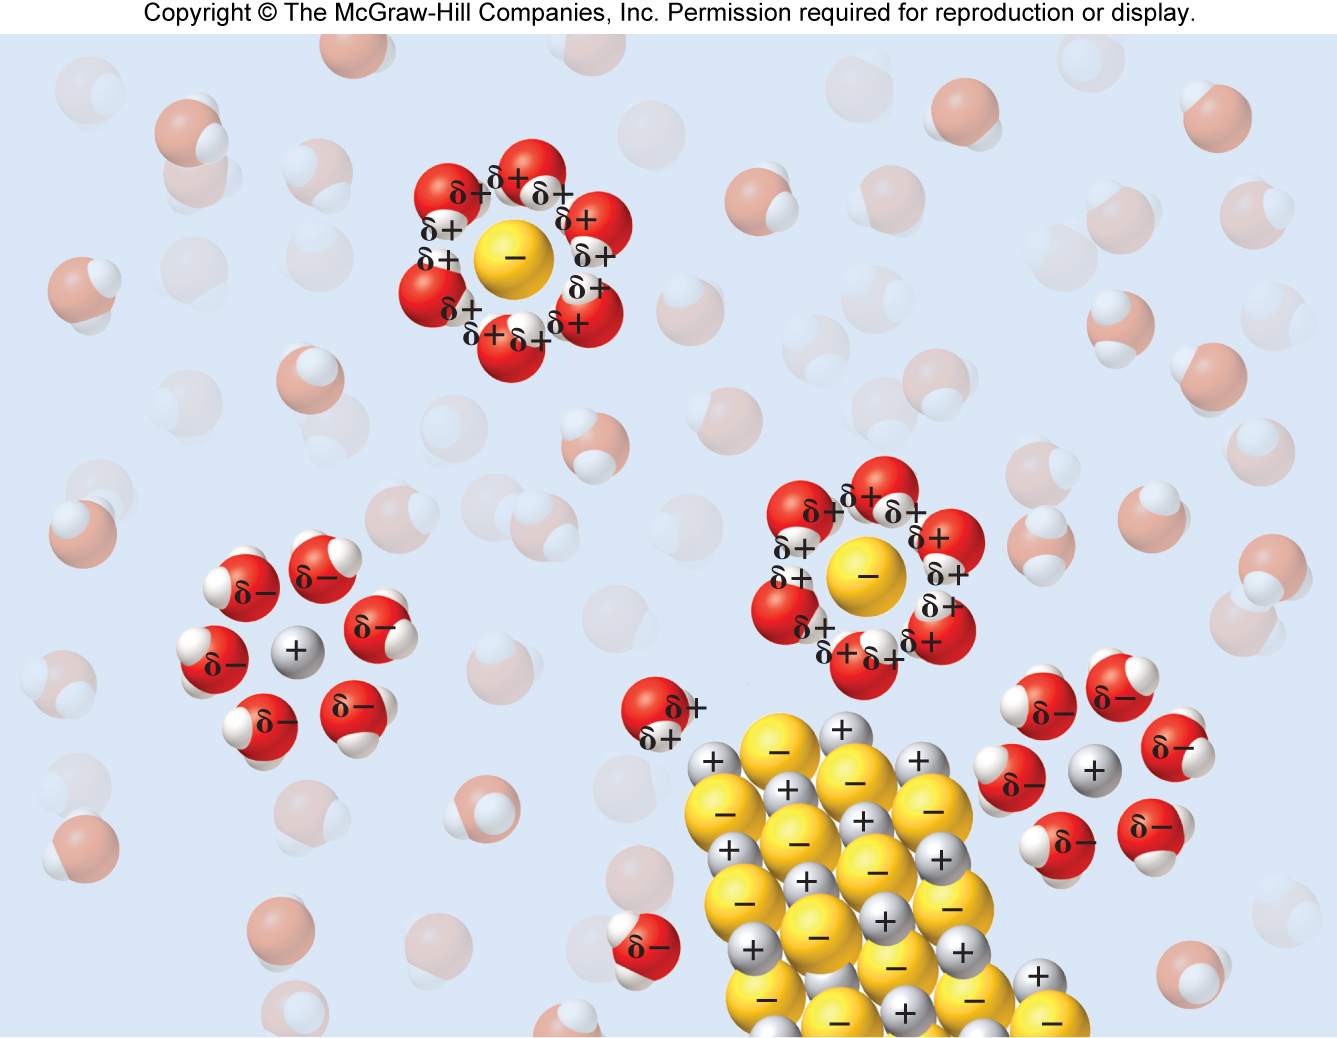 Copyright © The McGraw-Hill Companies, Inc. Permission required for reproduction or display.
δ+
δ+
δ+
δ+
δ+
δ+
−
δ+
δ+
δ+
δ+
δ+
δ+
δ+
δ+
δ+
δ+
δ+
δ+
−
δ+
δ+
δ+
δ+
δ+
δ+
δ−
δ−
δ−
+
δ−
δ−
δ−
δ+
δ+
δ−
δ−
δ−
+
δ−
δ−
δ−
δ−
+
−
+
+
−
+
−
−
+
−
+
+
−
+
−
−
+
−
+
−
+
−
+
−
−
+
−
−